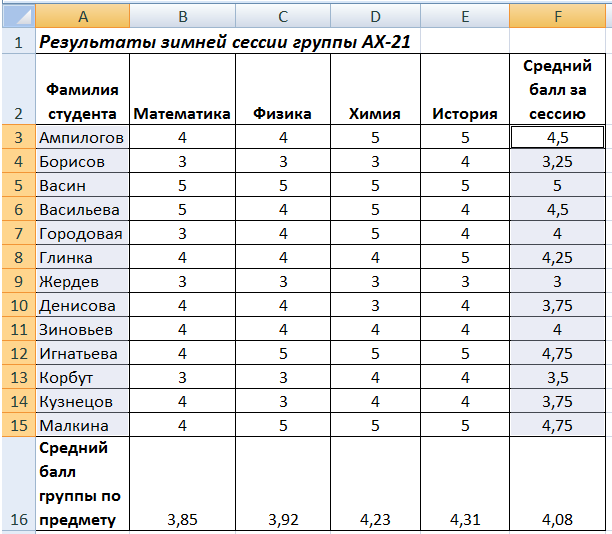 A B C D E F
1 Результаты зимней сессии группы АХ-21
2 Фамилия студента Математика Физика Химия История Средний балл за сессию
3 Ампилогов 4 4 5 5 4,5
4 Борисов 3 3 3 4 3,25
5 Васин 5 5 5 5 5
6 Васильева 5 4 5 4 4,5
7 Городовая 3 4 5 4 4
8 Глинка 4 4 4 5 4,25
9 Жердев 3 3 3 3 3
10 Денисова 4 4 3 4 3,75
11 Зиновьев 4 4 4 4 4
12 Игнатьева 4 5 5 5 4,75
13 Корбут 3 3 4 4 3,5
14 Кузнецов 4 3 4 4 3,75
15 Малкина 4 5 5 5 4,75
16 Средний балл группы по предмету 3,85 3,92 4,23 4,31 4,08